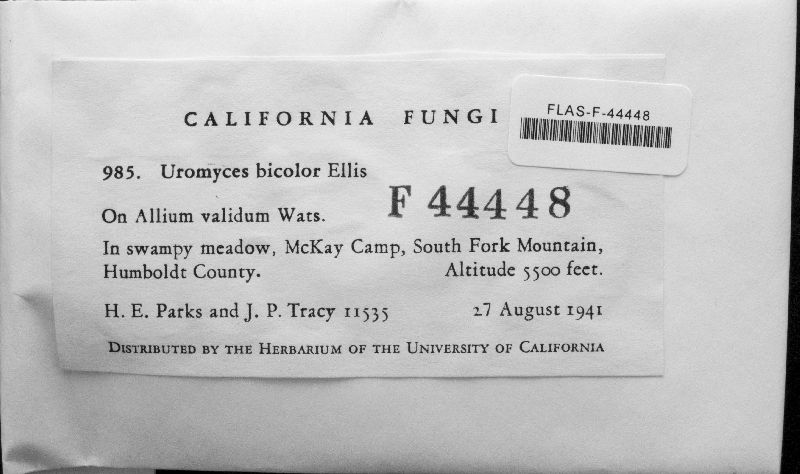 CALIFORNIA FUNGI
FLAS-F-44448
985. Uromyces bicolor Ellis
F 44448
On Allium validum Wats.
In swampy meadow, McKay Camp, South Fork Mountain,
Humboldt County. Altitude 5500 feet.
H. E. Parks and J. P. Tracy 11535 27 August 1941
DISTRIBUTED BY THE HERBARIUM OF THE UNIVERSITY OF CALIFORNIA